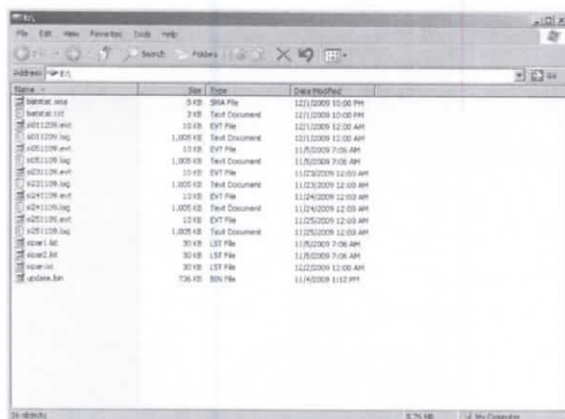 E:\
File Edit View Favorites Tools Help
Search Folders
Address E:\ Go
Name Size Type Date Modified
batstat.sma 5 KB SMA File 12/1/2009 10:00 PM
batstat.txt 3 KB Text Document 12/1/2009 10:00 PM
s011209.evt 10 KB EVT File 12/1/2009 12:00 AM
s011209.log 1,005 KB Text Document 12/1/2009 12:00 AM
s051109.evt 10 KB EVT File 11/5/2009 7:06 AM
s051109.log 1,005 KB Text Document 11/5/2009 7:06 AM
s231109.evt 10 KB EVT File 11/23/2009 12:03 AM
s231109.log 1,005 KB Text Document 11/23/2009 12:03 AM
s241109.evt 10 KB EVT File 11/24/2009 12:03 AM
s241109.log 1,005 KB Text Document 11/24/2009 12:03 AM
s251109.evt 10 KB EVT File 11/25/2009 12:03 AM
s251109.log 1,005 KB Text Document 11/25/2009 12:03 AM
sipar1.lst 30 KB LST File 11/5/2009 7:06 AM
sipar2.lst 30 KB LST File 11/5/2009 7:06 AM
sipar.lst 30 KB LST File 12/2/2009 12:00 AM
update.bin 736 KB BIN File 11/4/2009 1:12 PM
16 objects 5.75 MB My Computer